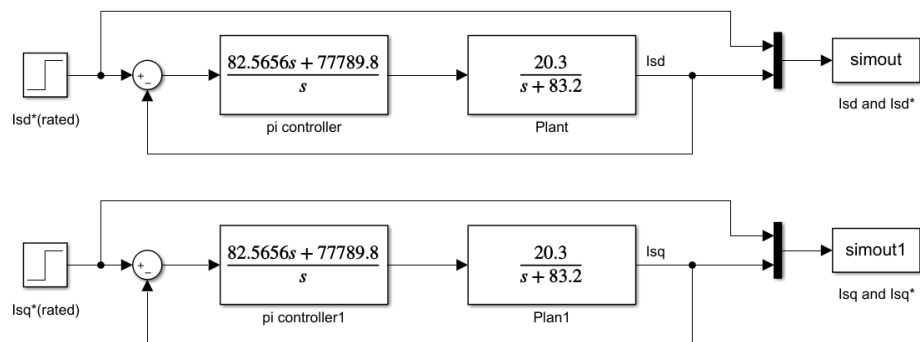 82.5656s + 77789.8
s
20.3
s + 83.2
Isd
simout
+
−
Isd*(rated)
pi controller
Plant
Isd and Isd*
82.5656s + 77789.8
s
20.3
s + 83.2
Isq
simout1
+
−
Isq*(rated)
pi controller1
Plan1
Isq and Isq*